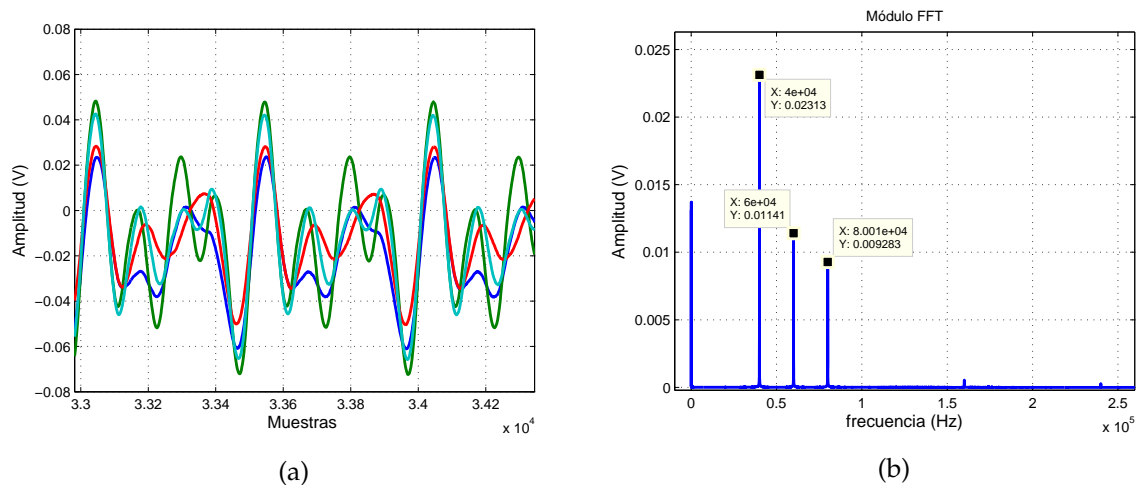 0.08
0.06
0.04
0.02
0
−0.02
−0.04
−0.06
−0.08
Amplitud (V)
3.3 3.32 3.34 3.36 3.38 3.4 3.42
Muestras
x 10^4
(a)
Módulo FFT
0.025
0.02
0.015
0.01
0.005
0
Amplitud (V)
X: 4e+04
Y: 0.02313
X: 6e+04
Y: 0.01141
X: 8.001e+04
Y: 0.009283
0 0.5 1 1.5 2 2.5
frecuencia (Hz)
x 10^5
(b)